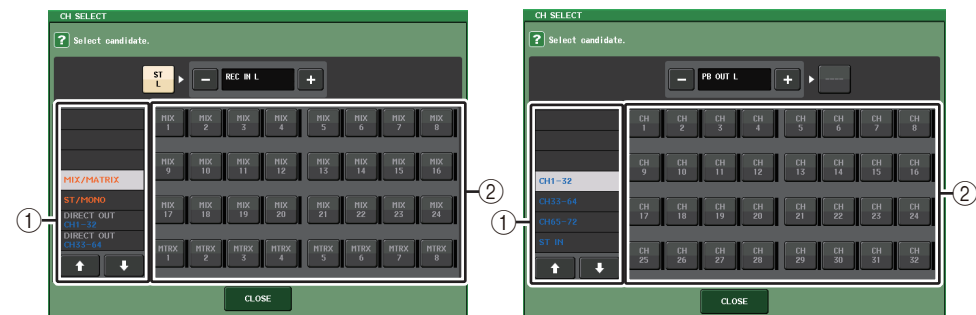 CH SELECT
? Select candidate.
ST L
−
REC IN L
+
MIX/MATRIX
ST/MONO
DIRECT OUT
CH1-32
DIRECT OUT
CH33-64
①
MIX 1 MIX 2 MIX 3 MIX 4 MIX 5 MIX 6 MIX 7 MIX 8
MIX 9 MIX 10 MIX 11 MIX 12 MIX 13 MIX 14 MIX 15 MIX 16
MIX 17 MIX 18 MIX 19 MIX 20 MIX 21 MIX 22 MIX 23 MIX 24
MTRX 1 MTRX 2 MTRX 3 MTRX 4 MTRX 5 MTRX 6 MTRX 7 MTRX 8
②
CLOSE
CH SELECT
? Select candidate.
−
PB OUT L
+
---
CH1-32
CH33-64
CH65-72
ST IN
①
CH 1 CH 2 CH 3 CH 4 CH 5 CH 6 CH 7 CH 8
CH 9 CH 10 CH 11 CH 12 CH 13 CH 14 CH 15 CH 16
CH 17 CH 18 CH 19 CH 20 CH 21 CH 22 CH 23 CH 24
CH 25 CH 26 CH 27 CH 28 CH 29 CH 30 CH 31 CH 32
②
CLOSE